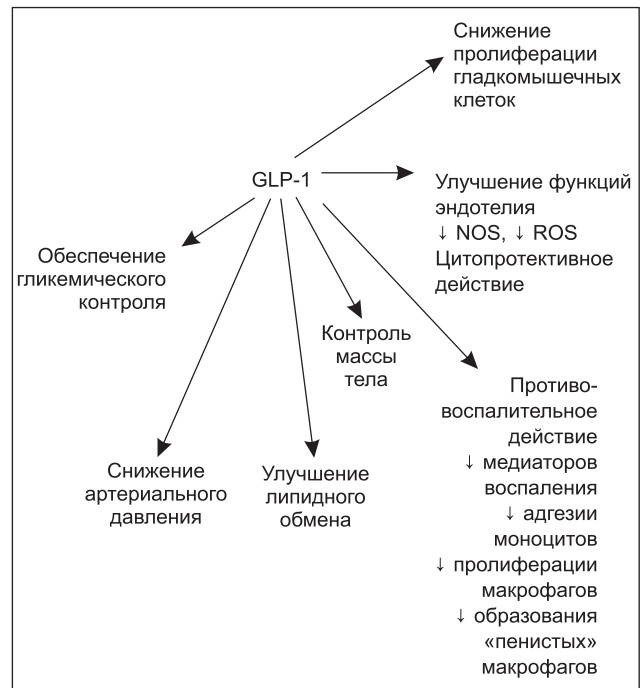 Снижение
пролиферации
гладкомышечных
клеток
GLP-1
Улучшение функций
эндотелия
↓ NOS, ↓ ROS
Цитопротективное
действие
Обеспечение
гликемического
контроля
Контроль
массы
тела
Снижение
артериального
давления
Улучшение
липидного
обмена
Противо-
воспалительное
действие
↓ медиаторов
воспаления
↓ адгезии
моноцитов
↓ пролиферации
макрофагов
↓ образования
«пенистых»
макрофагов